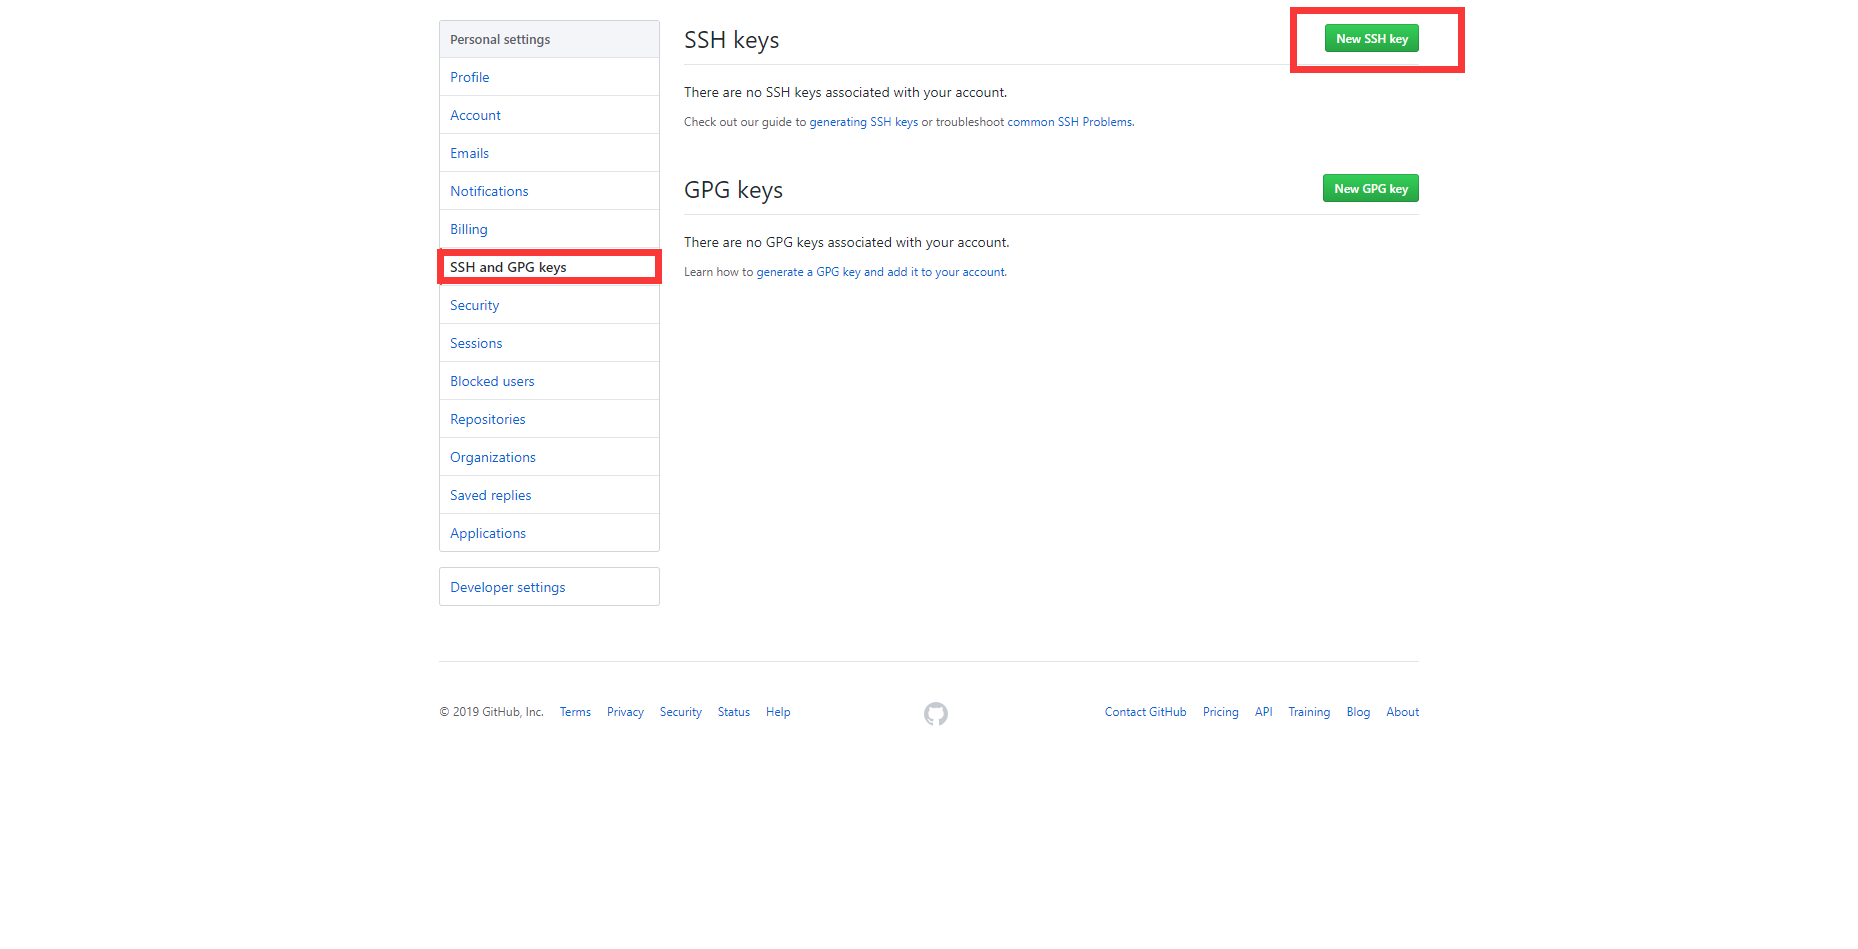 Personal settings
Profile
Account
Emails
Notifications
Billing
SSH and GPG keys
Security
Sessions
Blocked users
Repositories
Organizations
Saved replies
Applications
Developer settings
SSH keys
New SSH key
There are no SSH keys associated with your account.
Check out our guide to generating SSH keys or troubleshoot common SSH Problems.
GPG keys
New GPG key
There are no GPG keys associated with your account.
Learn how to generate a GPG key and add it to your account.
© 2019 GitHub, Inc. Terms Privacy Security Status Help Contact GitHub Pricing API Training Blog About